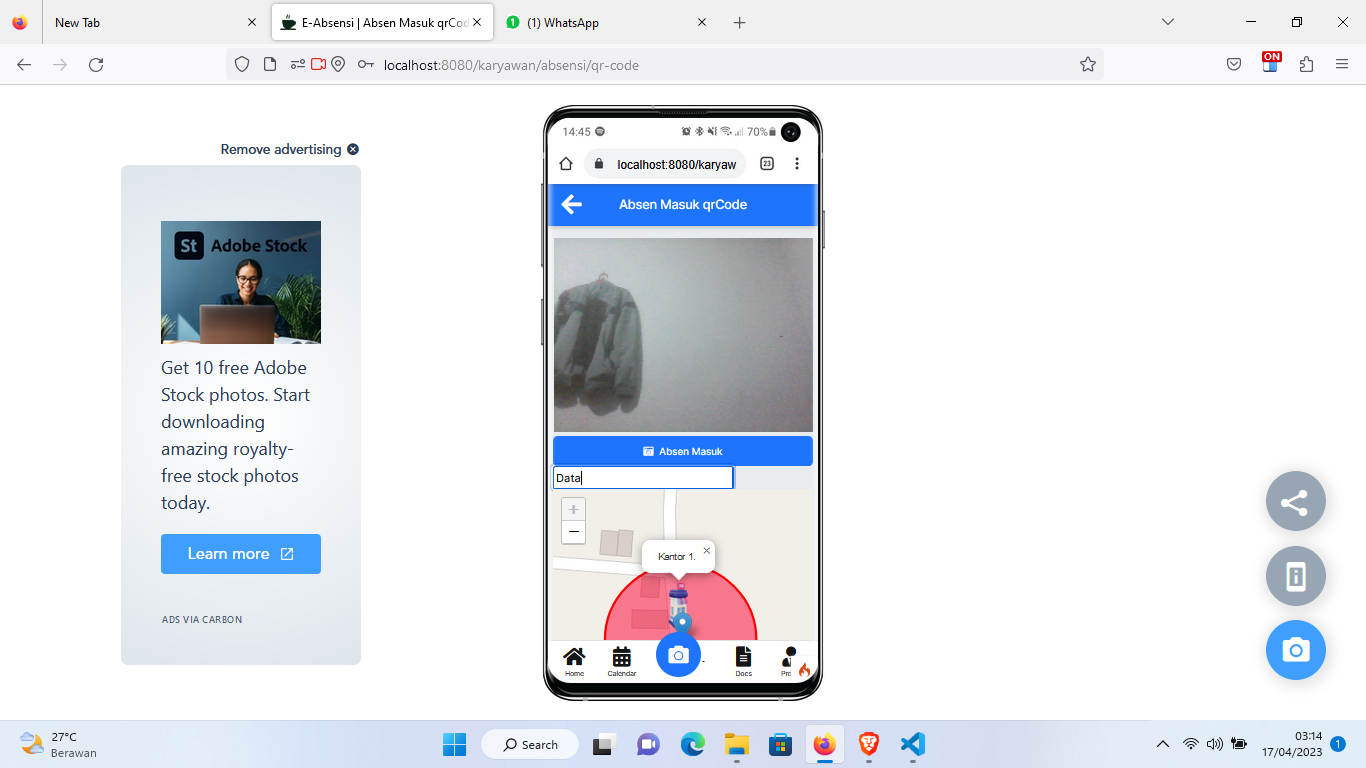 New Tab
E-Absensi | Absen Masuk qrCod
(1) WhatsApp
localhost:8080/karyawan/absensi/qr-code
ON
Remove advertising
St Adobe Stock
Get 10 free Adobe
Stock photos. Start
downloading
amazing royalty-
free stock photos
today.
Learn more
ADS VIA CARBON
14:45
70%
localhost:8080/karyaw
23
Absen Masuk qrCode
Absen Masuk
Data
+
−
Kantor 1.
Home
Calendar
Docs
Pro
27°C
Berawan
Search
03:14
17/04/2023
1